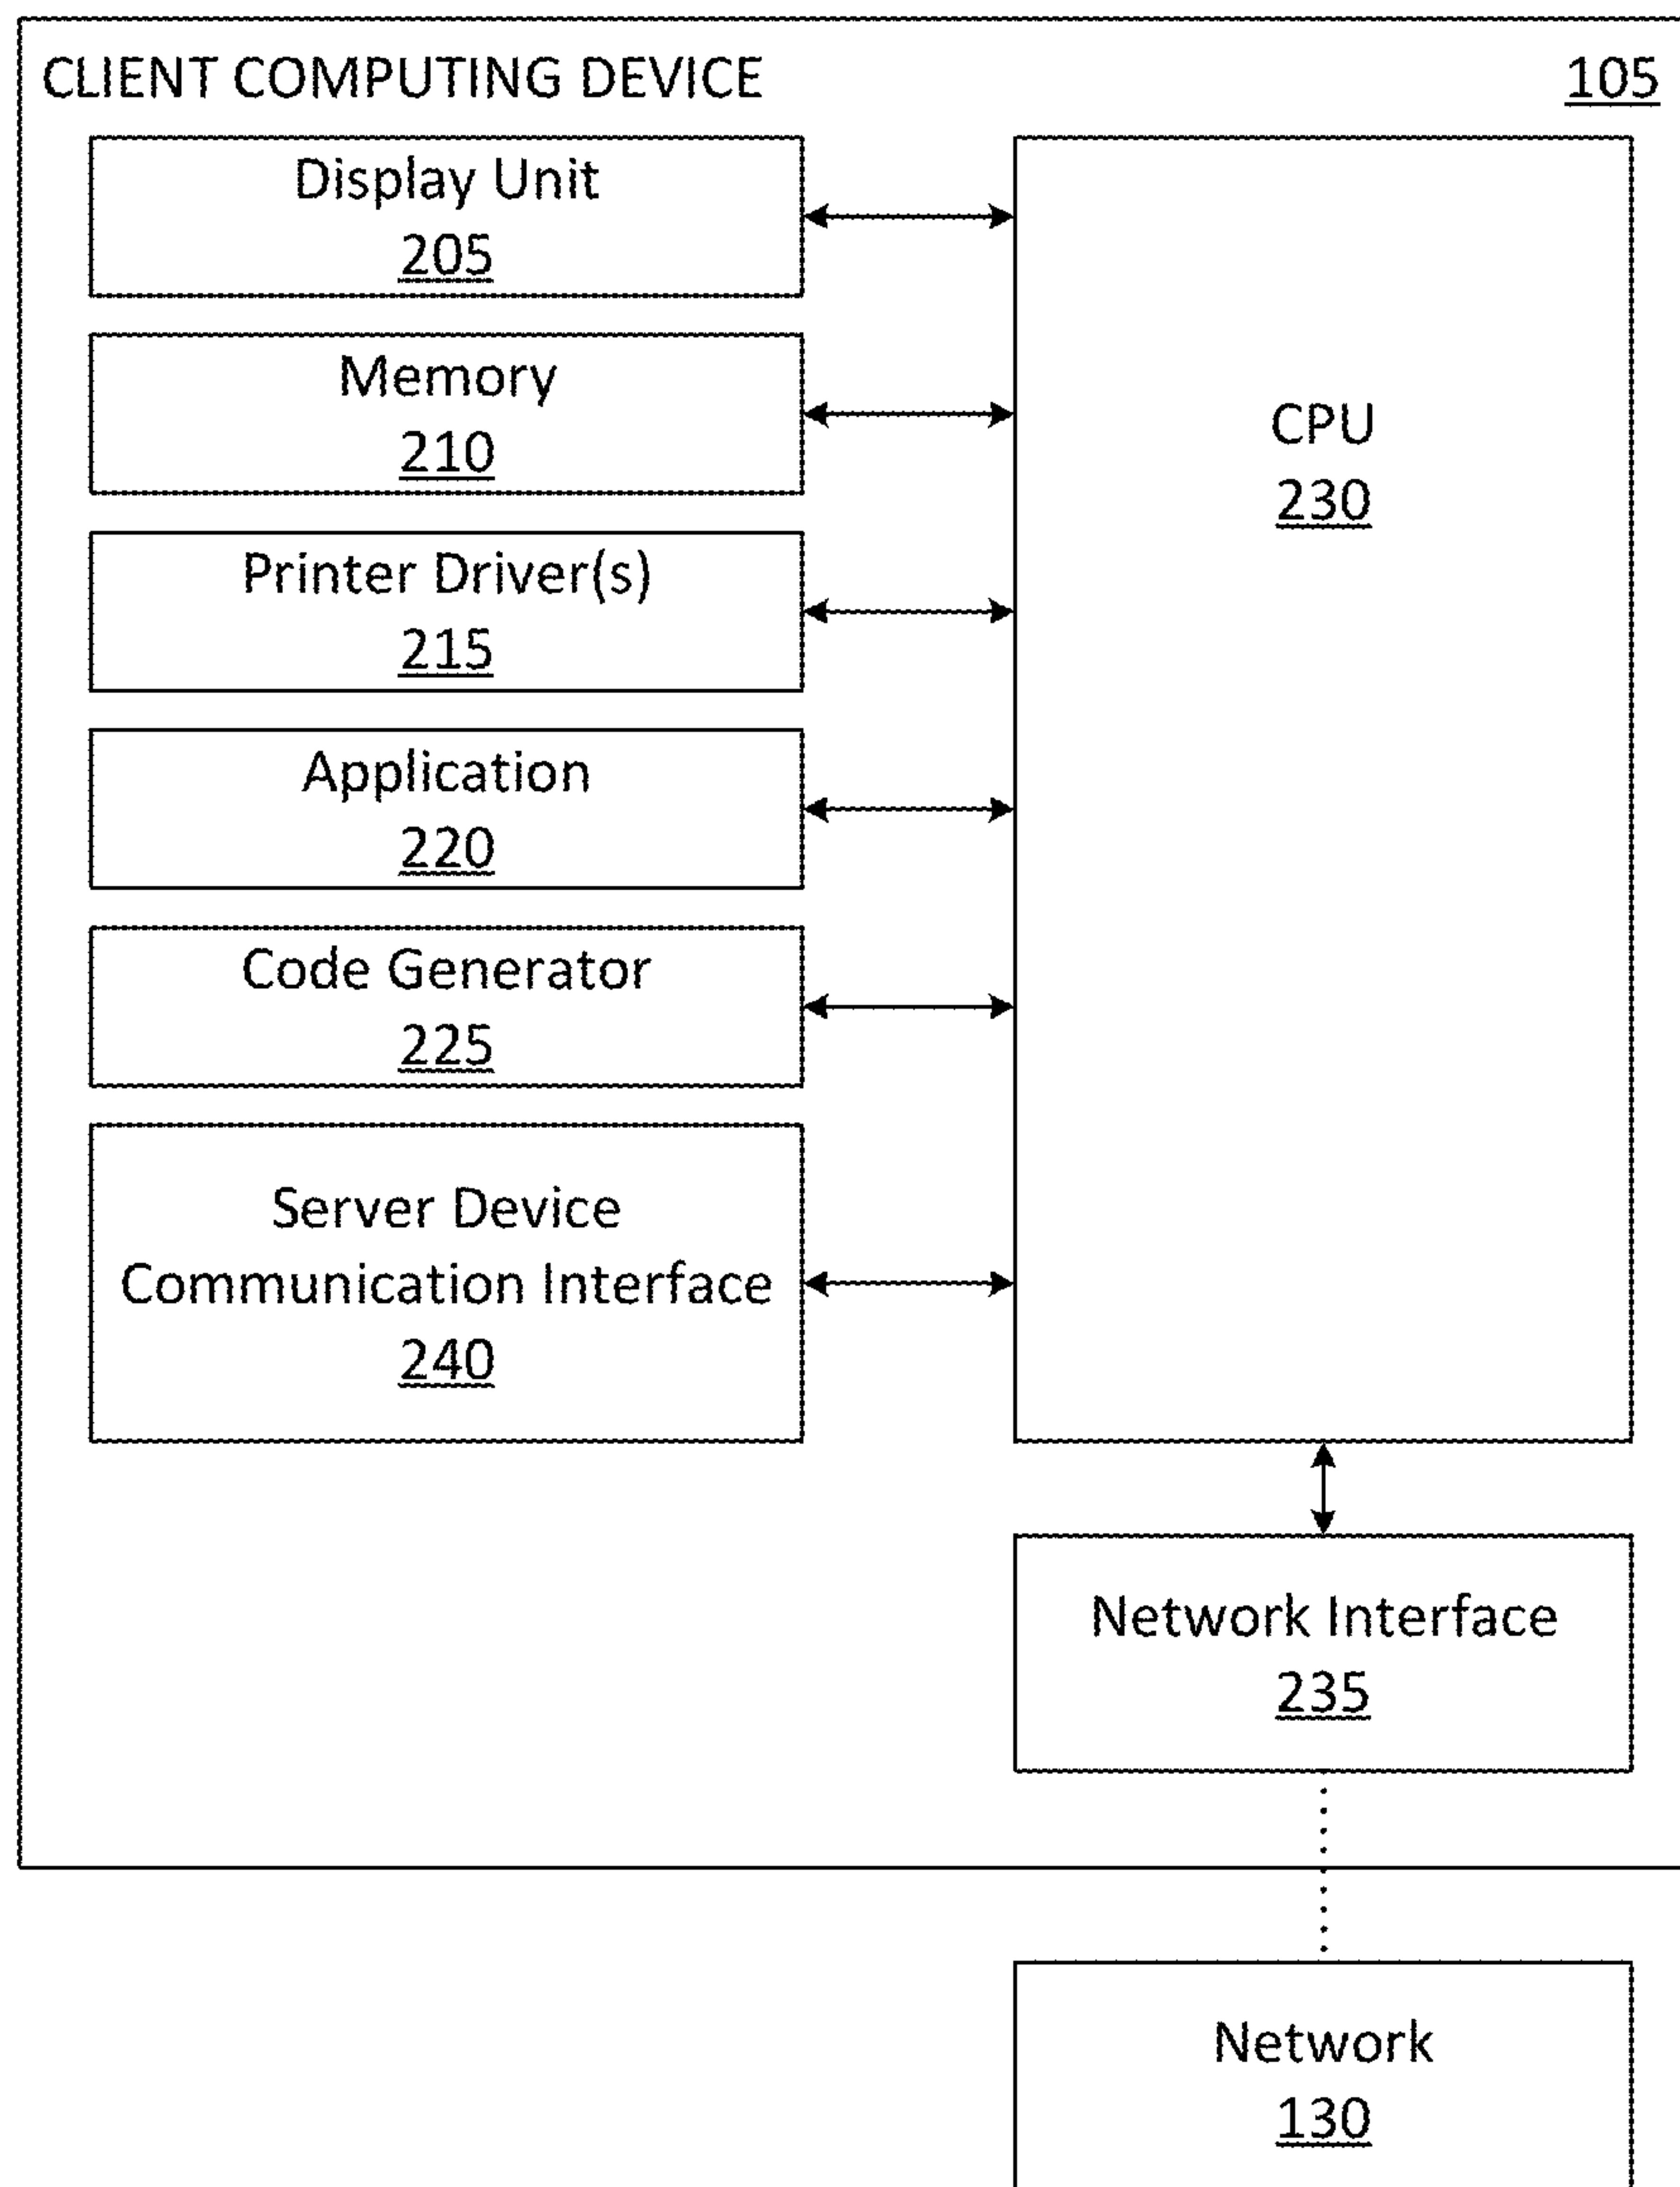 CLIENT COMPUTING DEVICE
105
Display Unit
205
Memory
210
Printer Driver(s)
215
Application
220
Code Generator
225
Server Device
Communication Interface
240
CPU
230
Network Interface
235
Network
130